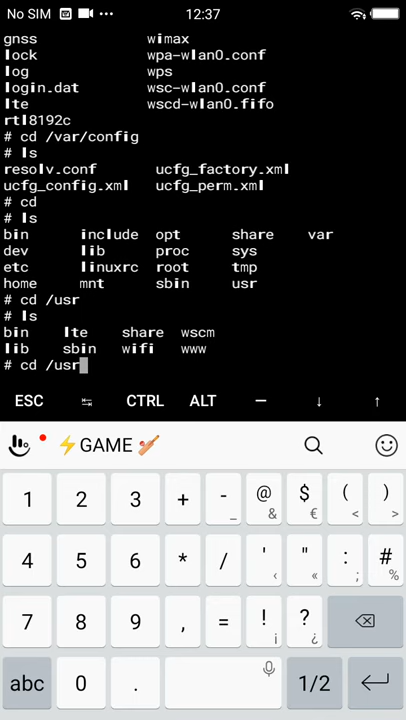 No SIM ••• 12:37
gnss wimax
lock wpa-wlan0.conf
log wps
login.dat wsc-wlan0.conf
lte wscd-wlan0.fifo
rtl8192c
# cd /var/config
# ls
resolv.conf ucfg_factory.xml
ucfg_config.xml ucfg_perm.xml
# cd
# ls
bin include opt share var
dev lib proc sys
etc linuxrc root tmp
home mnt sbin usr
# cd /usr
# ls
bin lte share wscm
lib sbin wifi www
# cd /usr
ESC ↹ CTRL ALT — ↓ ↑
⚡GAME 🏏
1 2 3 + - _ @ & $ € ( < ) >
4 5 6 * / ' ‹ " « : ; # %
7 8 9 , = ! ¡ ? ¿
abc 0 . 1/2